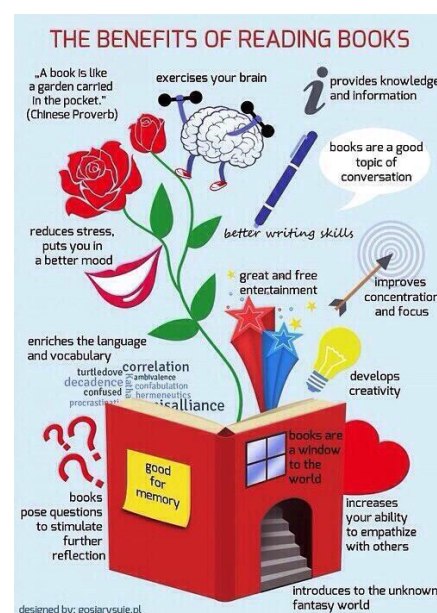 THE BENEFITS OF READING BOOKS
„A book is like
a garden carried
in the pocket.”
(Chinese Proverb)
exercises your brain
provides knowledge
and information
books are a good
topic of
conversation
better writing skills
reduces stress,
puts you in
a better mood
great and free
entertainment
improves
concentration
and focus
enriches the language
and vocabulary
turtledove
correlation
ambivalence
decadence
confabulation
confused
hermeneutics
develops
creativity
books are
a window
to the
world
good
for
memory
books
pose questions
to stimulate
further
reflection
increases
your ability
to empathize
with others
introduces to the unknown
fantasy world
designed by: gosiarysuje.pl